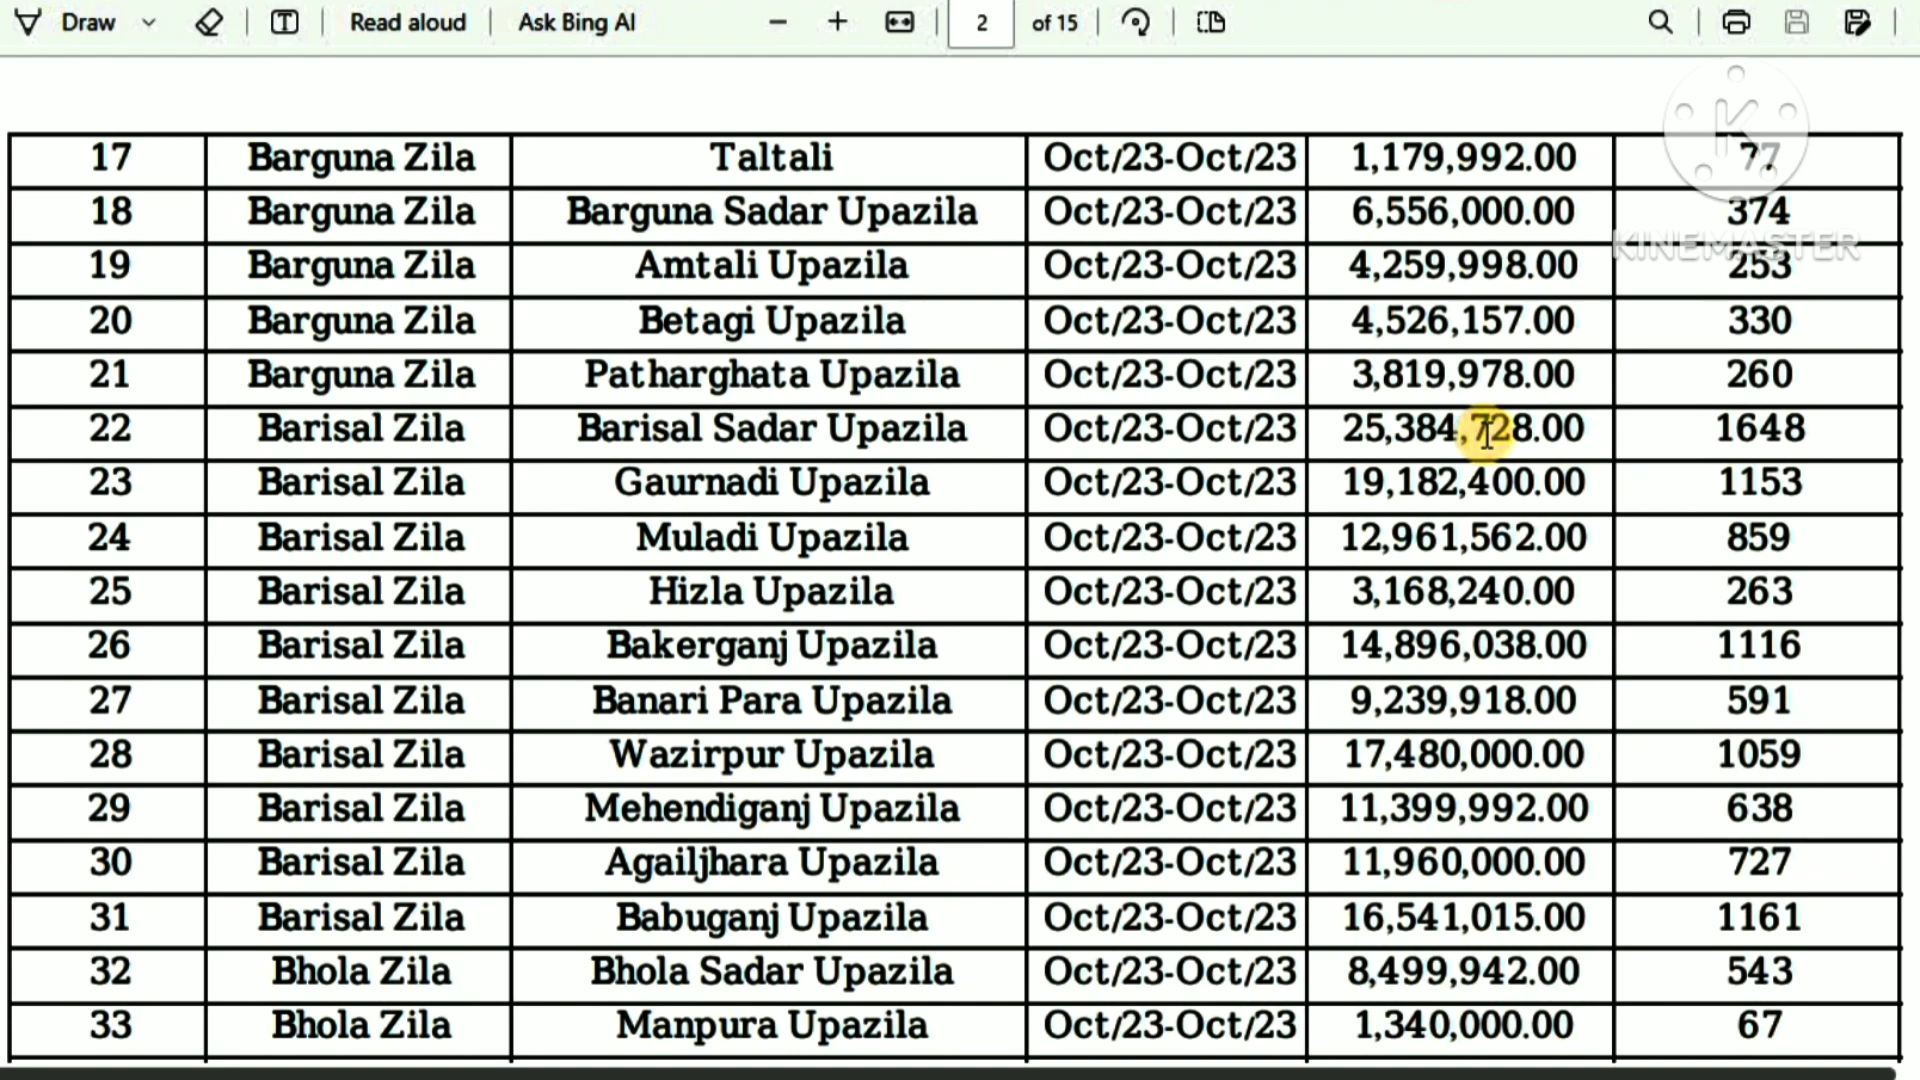 Draw Read aloud Ask Bing AI 2 of 15
17 Barguna Zila Taltali Oct/23-Oct/23 1,179,992.00 77
18 Barguna Zila Barguna Sadar Upazila Oct/23-Oct/23 6,556,000.00 374
KINEMASTER
19 Barguna Zila Amtali Upazila Oct/23-Oct/23 4,259,998.00 253
20 Barguna Zila Betagi Upazila Oct/23-Oct/23 4,526,157.00 330
21 Barguna Zila Patharghata Upazila Oct/23-Oct/23 3,819,978.00 260
22 Barisal Zila Barisal Sadar Upazila Oct/23-Oct/23 25,384,728.00 1648
23 Barisal Zila Gaurnadi Upazila Oct/23-Oct/23 19,182,400.00 1153
24 Barisal Zila Muladi Upazila Oct/23-Oct/23 12,961,562.00 859
25 Barisal Zila Hizla Upazila Oct/23-Oct/23 3,168,240.00 263
26 Barisal Zila Bakerganj Upazila Oct/23-Oct/23 14,896,038.00 1116
27 Barisal Zila Banari Para Upazila Oct/23-Oct/23 9,239,918.00 591
28 Barisal Zila Wazirpur Upazila Oct/23-Oct/23 17,480,000.00 1059
29 Barisal Zila Mehendiganj Upazila Oct/23-Oct/23 11,399,992.00 638
30 Barisal Zila Agailjhara Upazila Oct/23-Oct/23 11,960,000.00 727
31 Barisal Zila Babuganj Upazila Oct/23-Oct/23 16,541,015.00 1161
32 Bhola Zila Bhola Sadar Upazila Oct/23-Oct/23 8,499,942.00 543
33 Bhola Zila Manpura Upazila Oct/23-Oct/23 1,340,000.00 67